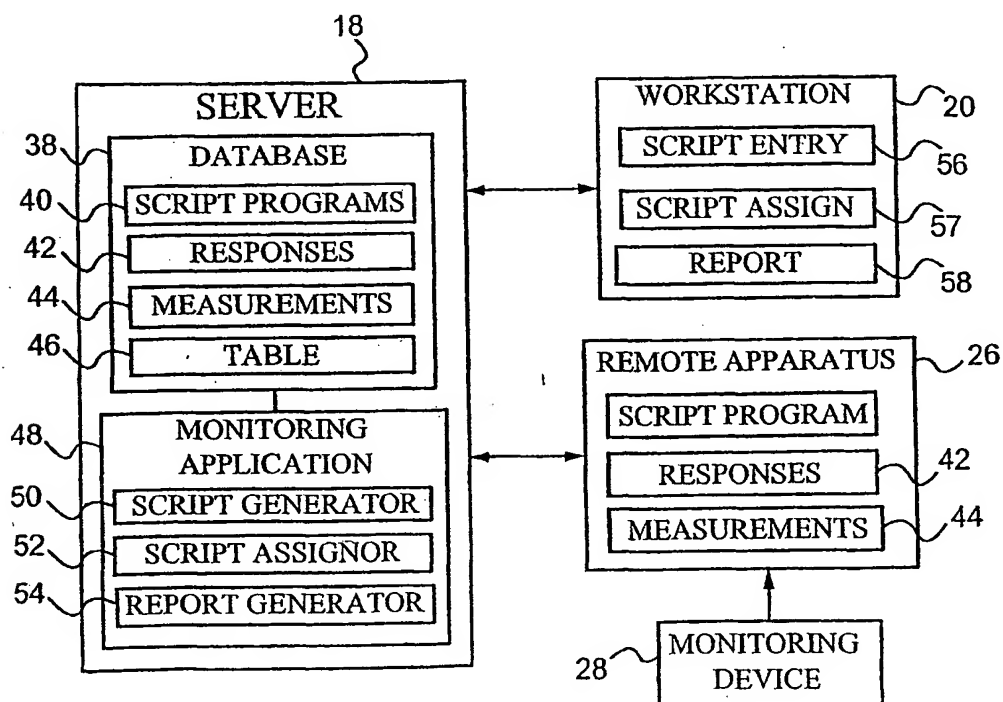 18
SERVER
38
DATABASE
40
SCRIPT PROGRAMS
42
RESPONSES
44
MEASUREMENTS
46
TABLE
48
MONITORING
APPLICATION
50
SCRIPT GENERATOR
52
SCRIPT ASSIGNOR
54
REPORT GENERATOR
WORKSTATION
20
SCRIPT ENTRY
56
SCRIPT ASSIGN
57
REPORT
58
REMOTE APPARATUS
26
SCRIPT PROGRAM
RESPONSES
42
MEASUREMENTS
44
28
MONITORING
DEVICE